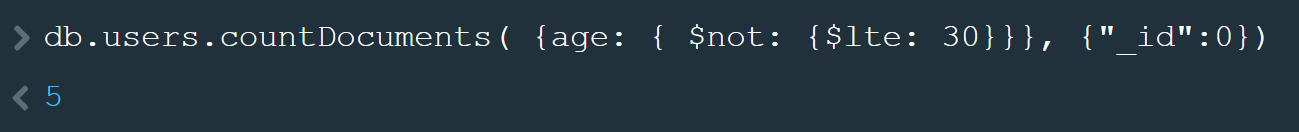 > db.users.countDocuments( {age: { $not: {$lte: 30}}}, {"_id":0})
< 5